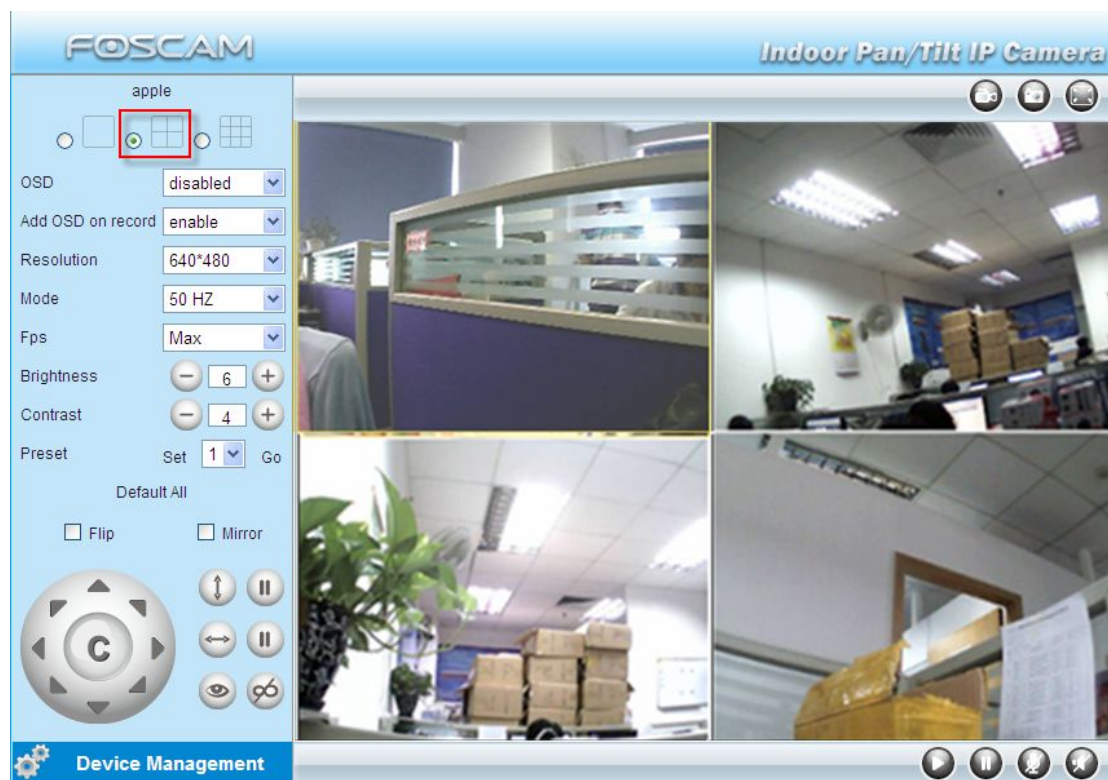 FOSCAM
Indoor Pan/Tilt IP Camera
apple
OSD disabled
Add OSD on record enable
Resolution 640*480
Mode 50 HZ
Fps Max
Brightness 6
Contrast 4
Preset Set 1 Go
Default All
Flip Mirror
C
Device Management